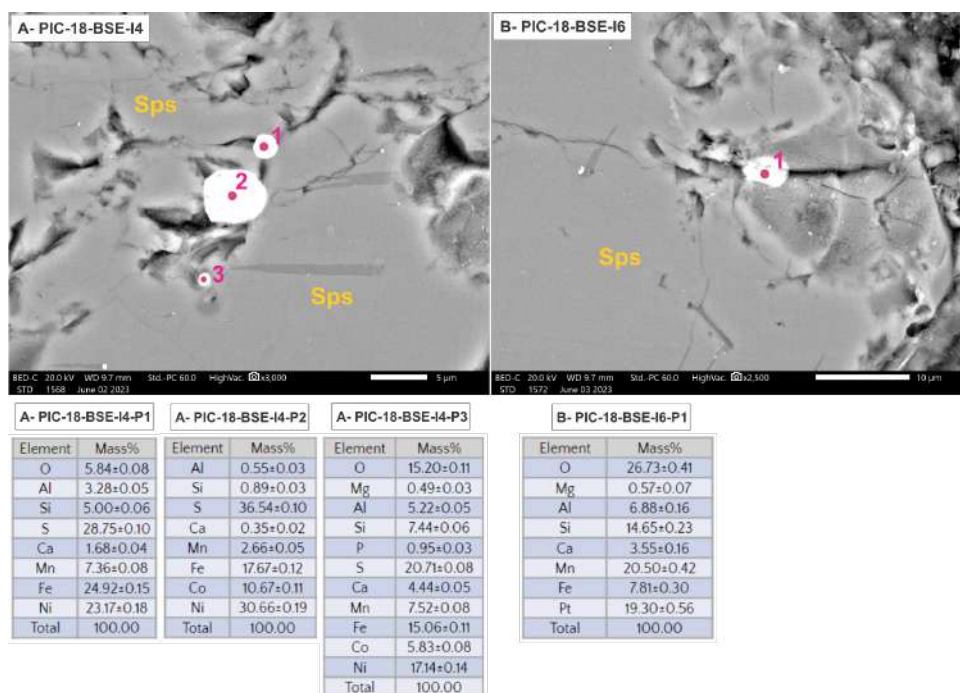 A- PIC-18-BSE-I4
B- PIC-18-BSE-I6
Sps
1
2
3
Sps
1
Sps
BED-C 20.0 kV WD 9.7 mm Std.-PC 60.0 HighVac. x3,000 5 µm
STD 1568 June 02 2023
BED-C 20.0 kV WD 9.7 mm Std.-PC 60.0 HighVac. x2,500 10 µm
STD 1572 June 03 2023
A- PIC-18-BSE-I4-P1
Element Mass%
O 5.84±0.08
Al 3.28±0.05
Si 5.00±0.06
S 28.75±0.10
Ca 1.68±0.04
Mn 7.36±0.08
Fe 24.92±0.15
Ni 23.17±0.18
Total 100.00
A- PIC-18-BSE-I4-P2
Element Mass%
Al 0.55±0.03
Si 0.89±0.03
S 36.54±0.10
Ca 0.35±0.02
Mn 2.66±0.05
Fe 17.67±0.12
Co 10.67±0.11
Ni 30.66±0.19
Total 100.00
A- PIC-18-BSE-I4-P3
Element Mass%
O 15.20±0.11
Mg 0.49±0.03
Al 5.22±0.05
Si 7.44±0.06
P 0.95±0.03
S 20.71±0.08
Ca 4.44±0.05
Mn 7.52±0.08
Fe 15.06±0.11
Co 5.83±0.08
Ni 17.14±0.14
Total 100.00
B- PIC-18-BSE-I6-P1
Element Mass%
O 26.73±0.41
Mg 0.57±0.07
Al 6.88±0.16
Si 14.65±0.23
Ca 3.55±0.16
Mn 20.50±0.42
Fe 7.81±0.30
Pt 19.30±0.56
Total 100.00